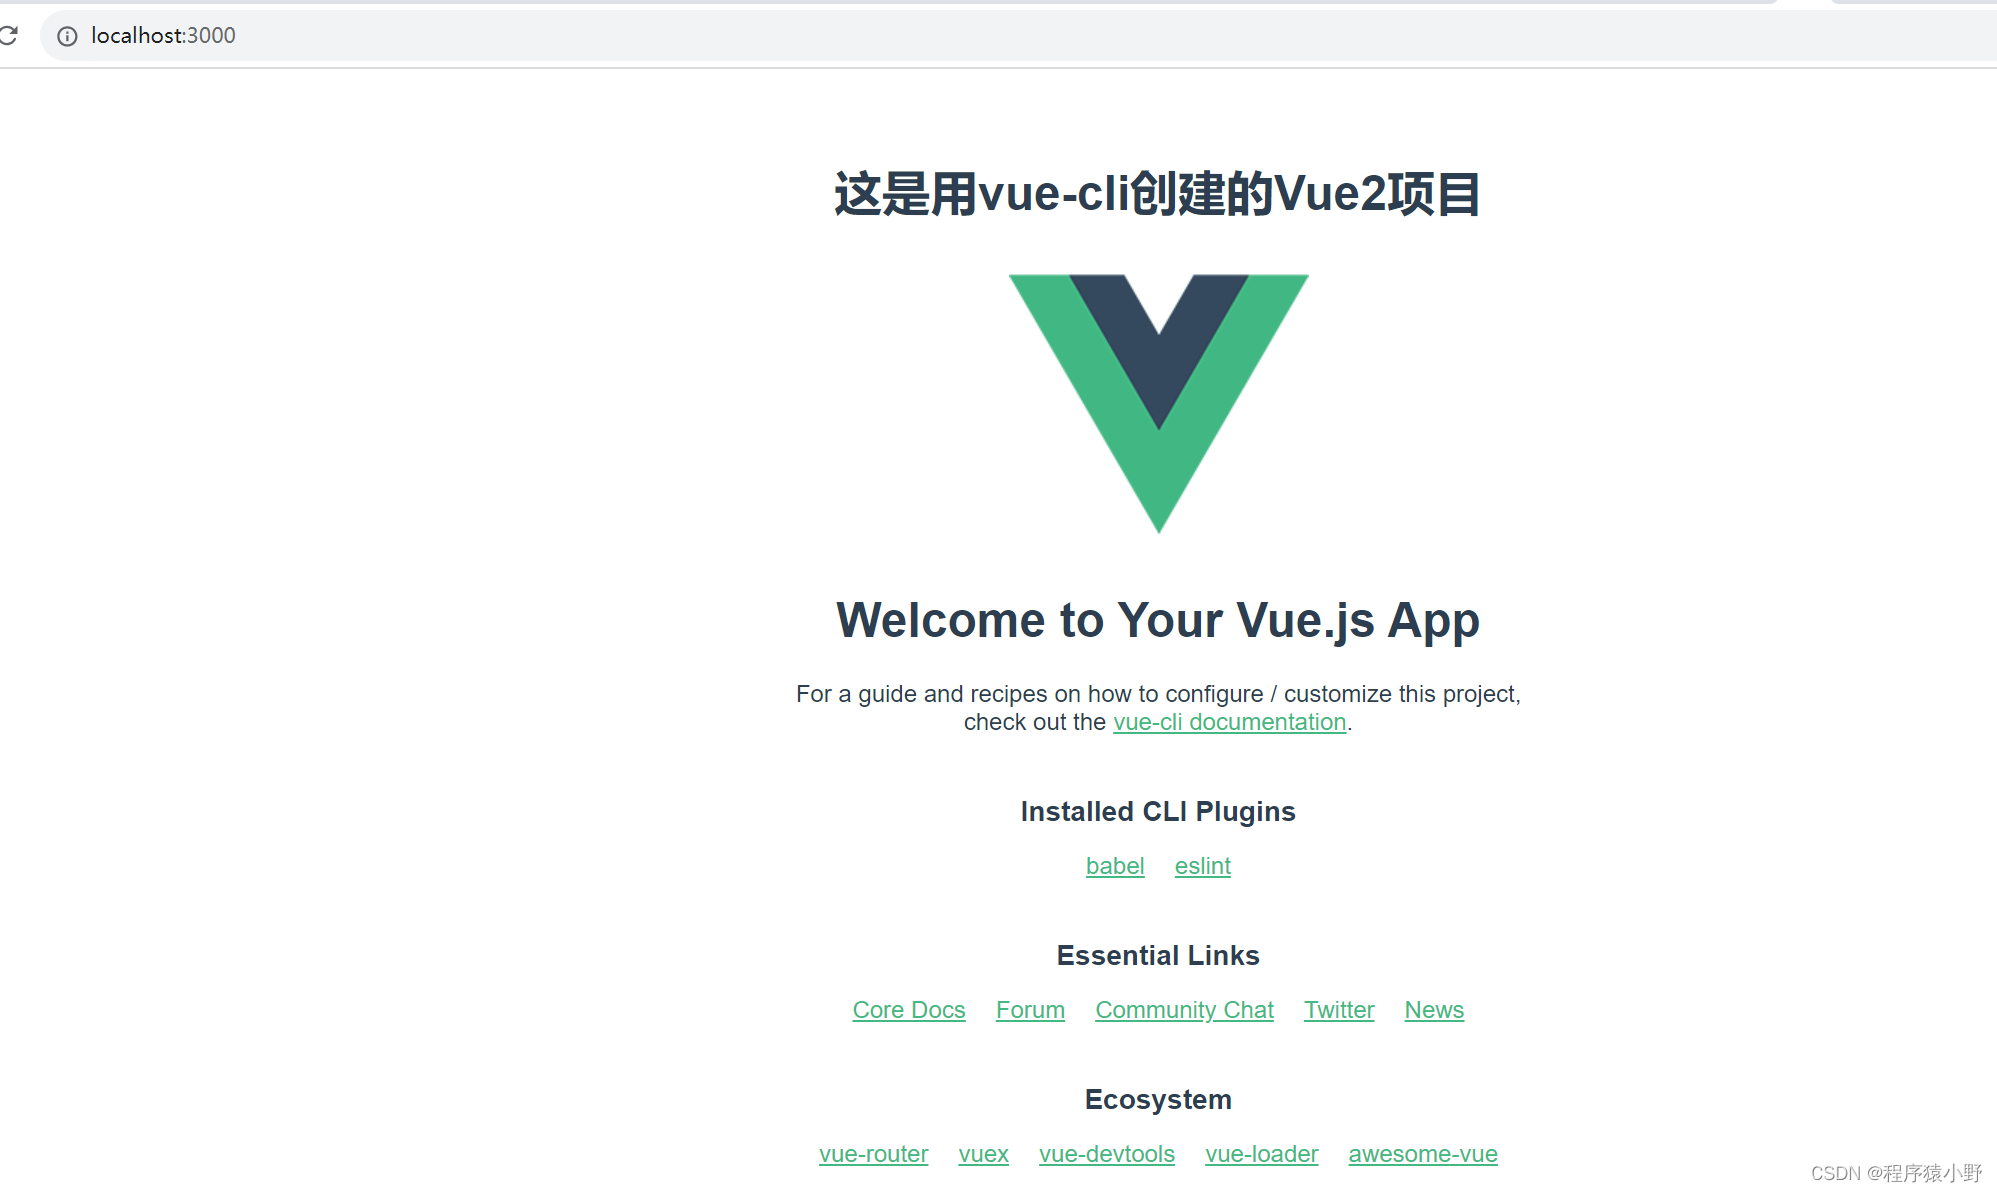 localhost:3000
这是用vue-cli创建的Vue2项目
Welcome to Your Vue.js App
For a guide and recipes on how to configure / customize this project,
check out the vue-cli documentation.
Installed CLI Plugins
babel eslint
Essential Links
Core Docs Forum Community Chat Twitter News
Ecosystem
vue-router vuex vue-devtools vue-loader awesome-vue
CSDN @程序猿小野